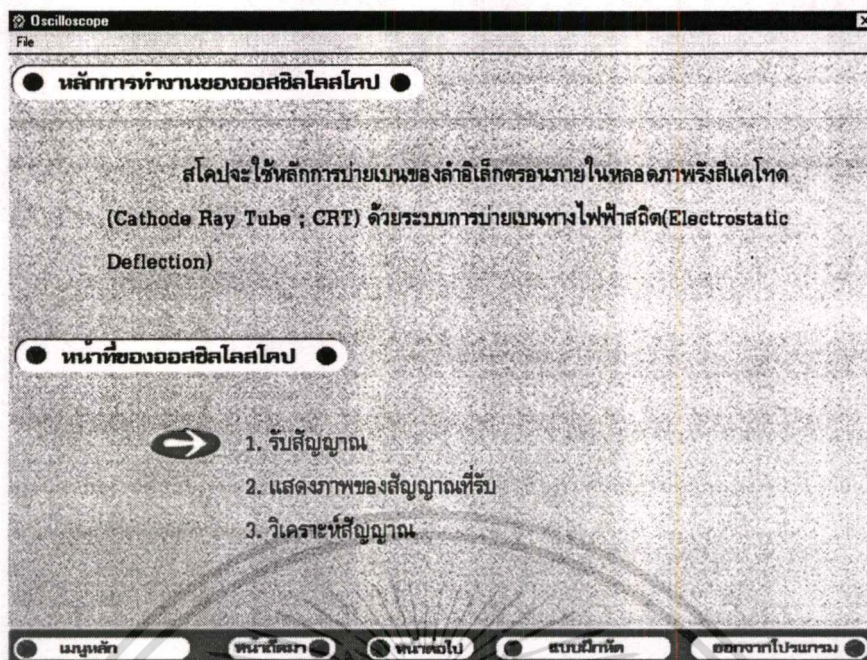 Oscilloscope
File
หลักการทำงานของออสซิลโลสโคป
สโคปจะใช้หลักการบ่ายเบนของลำอิเล็กตรอนภายในหลอดภาพรังสีแคโทด
(Cathode Ray Tube ; CRT) ด้วยระบบการบ่ายเบนทางไฟฟ้าสถิต(Electrostatic
Deflection)
หน้าที่ของออสซิลโลสโคป
1. รับสัญญาณ
2. แสดงภาพของสัญญาณที่รับ
3. วิเคราะห์สัญญาณ
เมนูหลัก หน้าถัดมา หน้าต่อไป แบบฝึกหัด ออกจากโปรแกรม